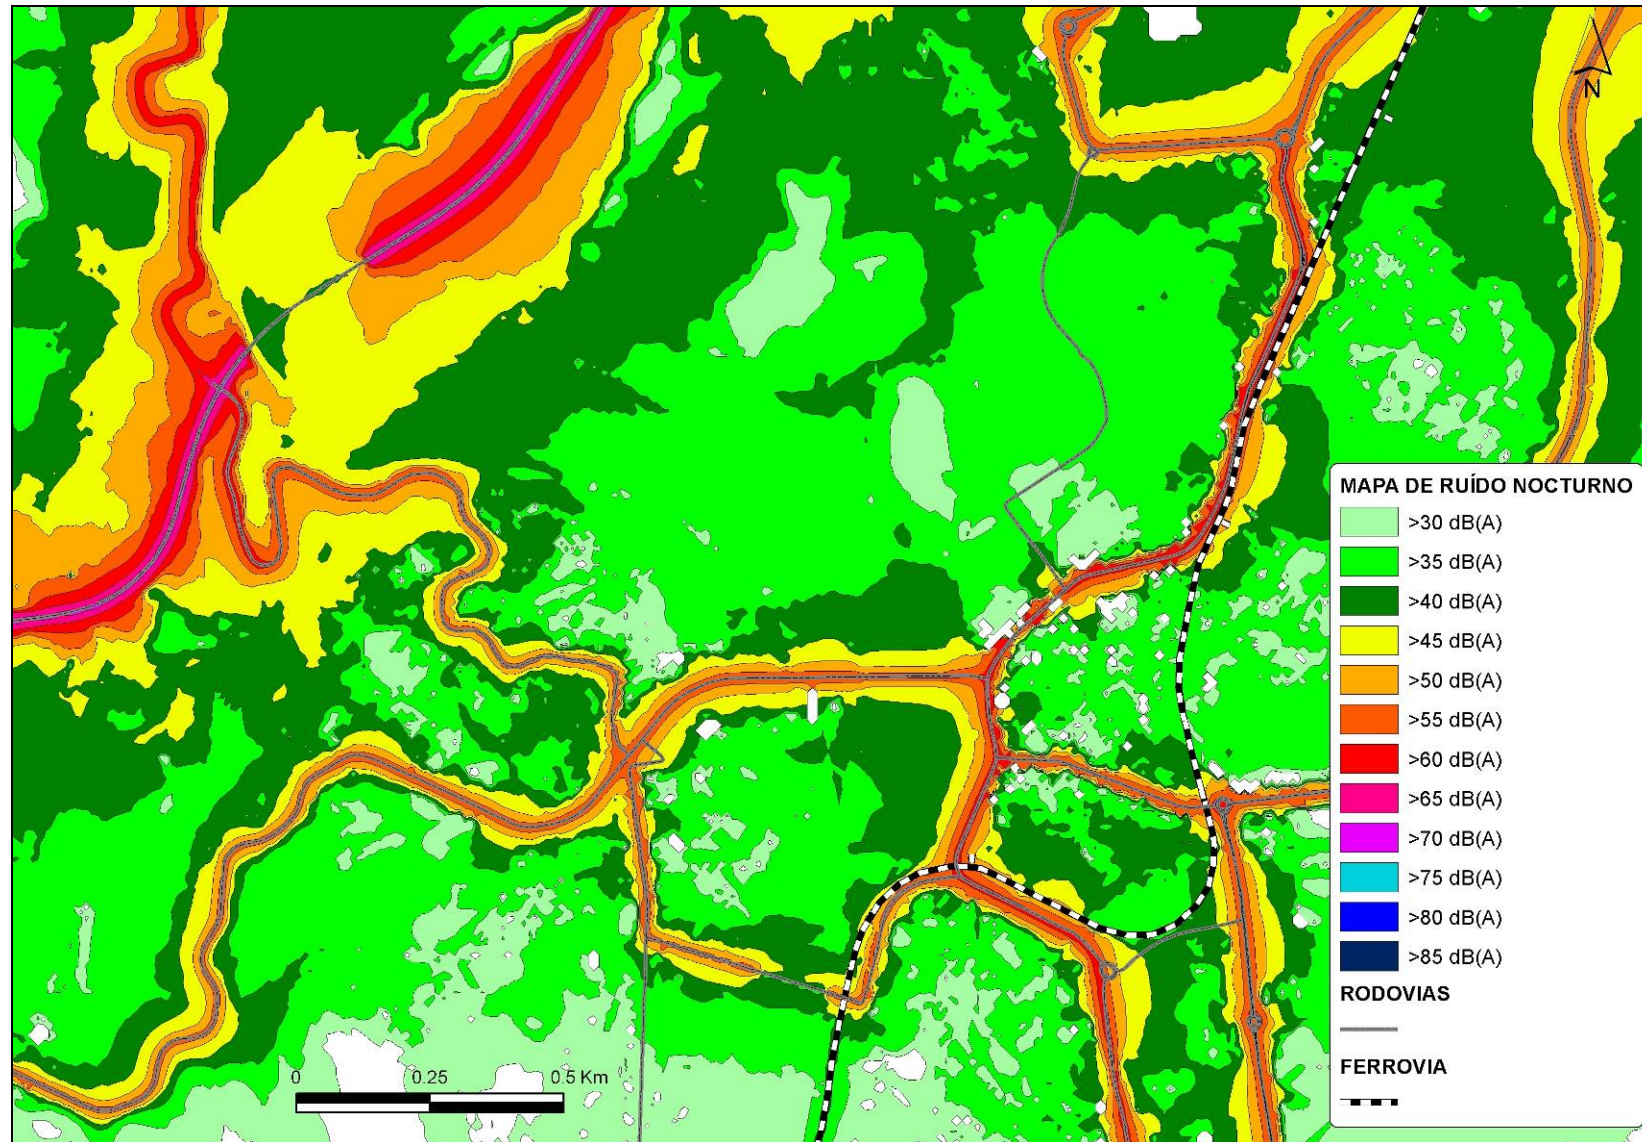 N
MAPA DE RUÍDO NOCTURNO
>30 dB(A)
>35 dB(A)
>40 dB(A)
>45 dB(A)
>50 dB(A)
>55 dB(A)
>60 dB(A)
>65 dB(A)
>70 dB(A)
>75 dB(A)
>80 dB(A)
>85 dB(A)
RODOVIAS
FERROVIA
0 0.25 0.5 Km